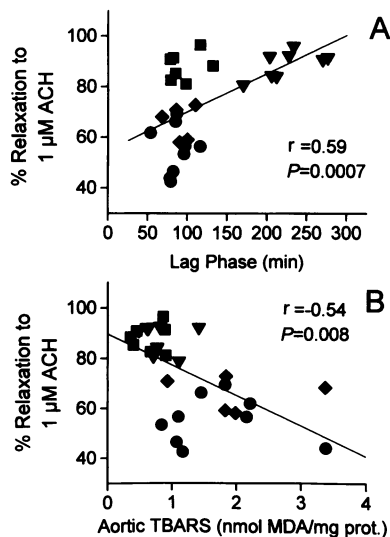 A
% Relaxation to
1 µM ACH
100
80
60
40
r=0.59
P=0.0007
0 50 100 150 200 250 300
Lag Phase (min)
B
% Relaxation to
1 µM ACH
100
80
60
40
r=-0.54
P=0.008
0 1 2 3 4
Aortic TBARS (nmol MDA/mg prot.)